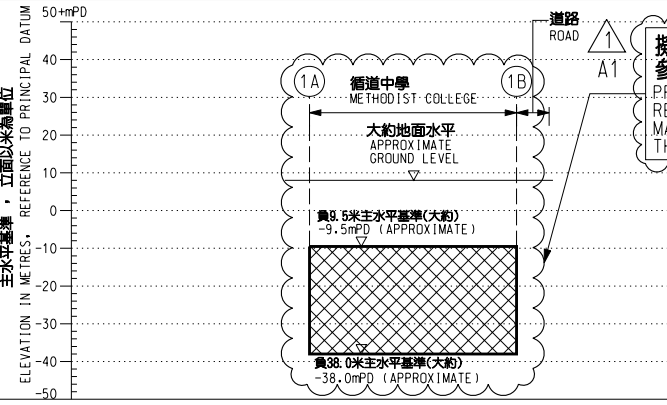 主水平基準 ， 立面以米為單位
ELEVATION IN METRES, REFERENCE TO PRINCIPAL DATUM
50+mPD
40
30
20
10
0
-10
-20
-30
-40
-50
1A
循道中學
METHODIST COLLEGE
1B
道路
ROAD
1
A1
大約地面水平
APPROXIMATE
GROUND LEVEL
負9.5米主水平基準(大約)
-9.5mPD (APPROXIMATE)
負38.0米主水平基準(大約)
-38.0mPD (APPROXIMATE)